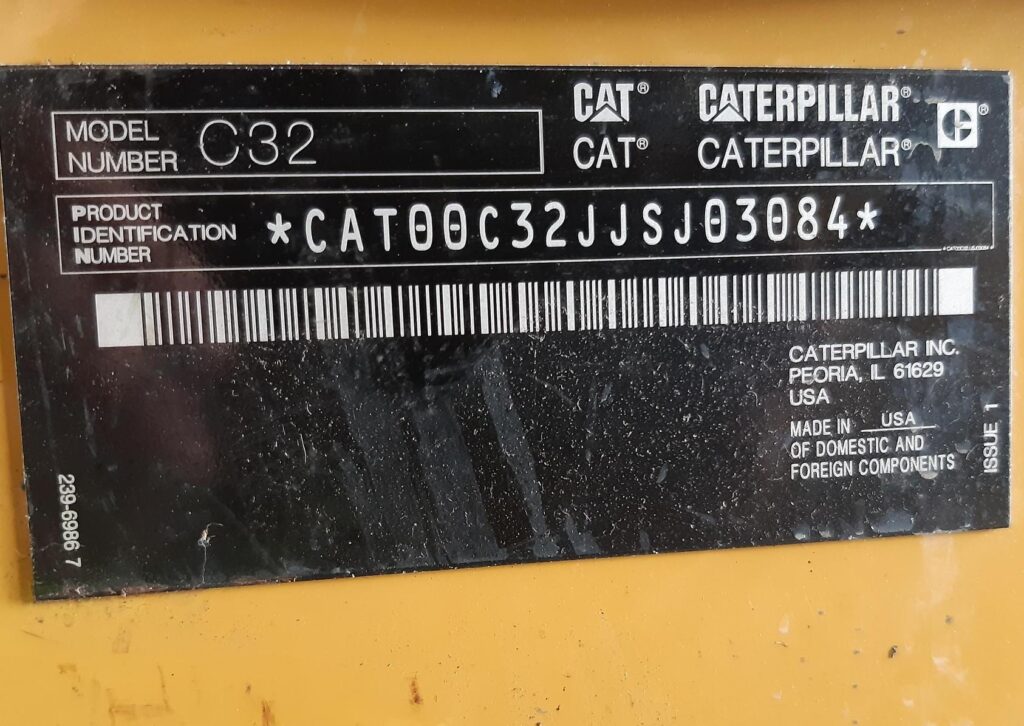 CAT® CATERPILLAR®
CAT® CATERPILLAR®
MODEL NUMBER C32
PRODUCT IDENTIFICATION NUMBER *CAT00C32JJSJ03084*
CATERPILLAR INC.
PEORIA, IL 61629
USA
MADE IN USA
OF DOMESTIC AND
FOREIGN COMPONENTS
ISSUE 1
239-6986 7